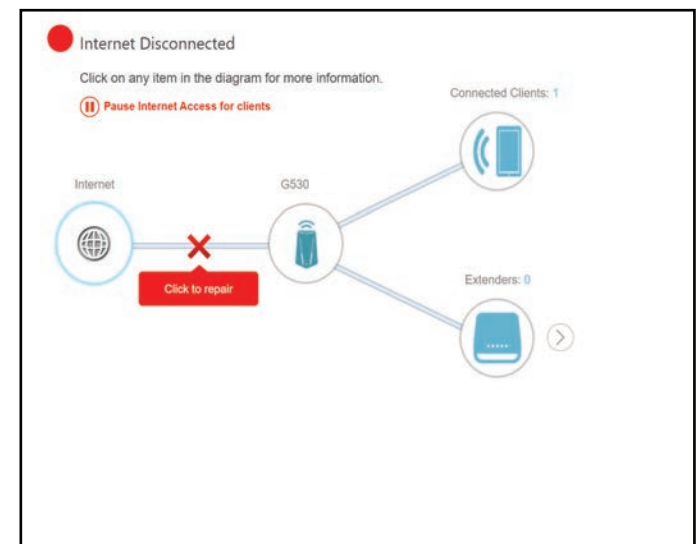 Internet Disconnected
Click on any item in the diagram for more information.
Pause Internet Access for clients
Connected Clients: 1
Internet
G530
Click to repair
Extenders: 0